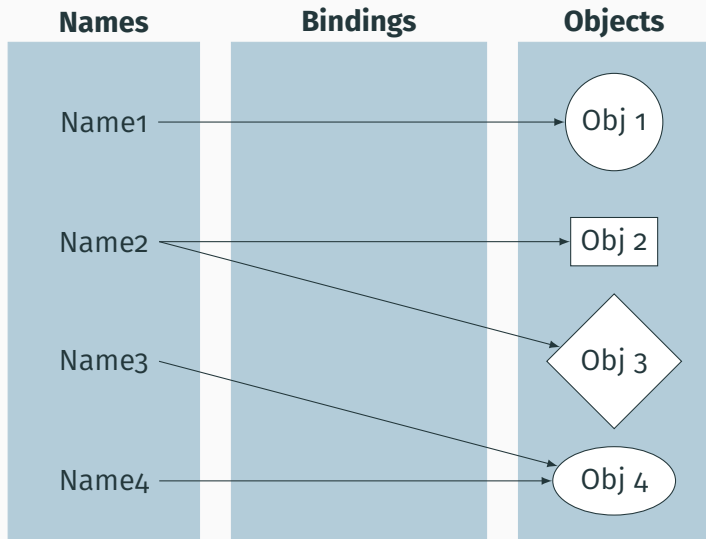 Names Bindings Objects
Name1 Obj 1
Name2 Obj 2
Name3 Obj 3
Name4 Obj 4